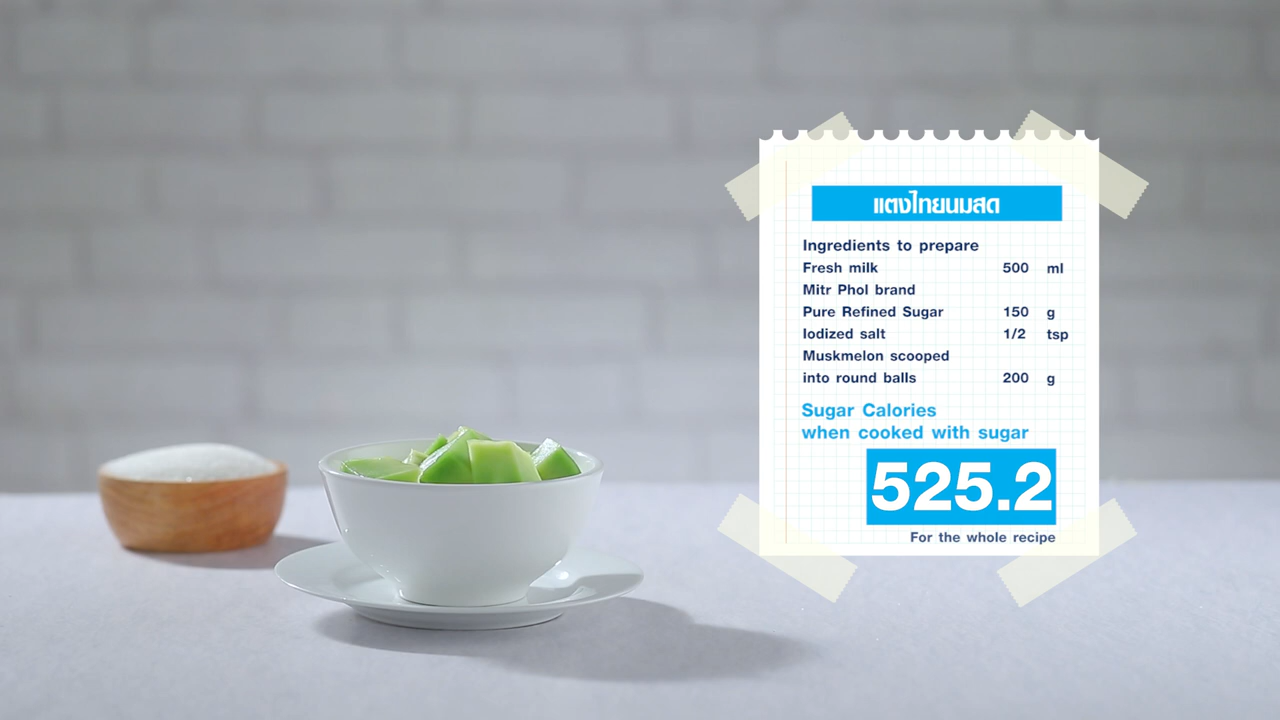 แตงไทยนมสด
Ingredients to prepare
Fresh milk 500 ml
Mitr Phol brand
Pure Refined Sugar 150 g
Iodized salt 1/2 tsp
Muskmelon scooped
into round balls 200 g
Sugar Calories
when cooked with sugar
525.2
For the whole recipe